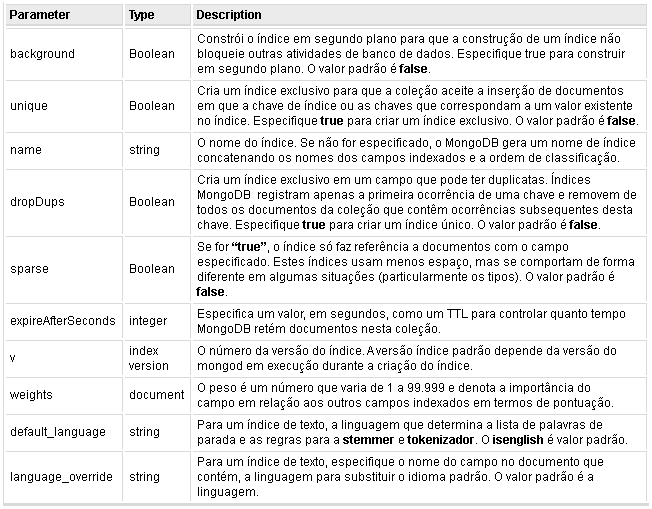 Parameter Type Description
background Boolean Constrói o índice em segundo plano para que a construção de um índice não
bloqueie outras atividades de banco de dados. Especifique true para construir
em segundo plano. O valor padrão é false.
unique Boolean Cria um índice exclusivo para que a coleção aceite a inserção de documentos
em que a chave de índice ou as chaves que correspondam a um valor existente
no índice. Especifique true para criar um índice exclusivo. O valor padrão é false.
name string O nome do índice. Se não for especificado, o MongoDB gera um nome de índice
concatenando os nomes dos campos indexados e a ordem de classificação.
dropDups Boolean Cria um índice exclusivo em um campo que pode ter duplicatas. Índices
MongoDB registram apenas a primeira ocorrência de uma chave e removem de
todos os documentos da coleção que contêm ocorrências subsequentes desta
chave. Especifique true para criar um índice único. O valor padrão é false.
sparse Boolean Se for “true”, o índice só faz referência a documentos com o campo
especificado. Estes índices usam menos espaço, mas se comportam de forma
diferente em algumas situações (particularmente os tipos). O valor padrão é
false.
expireAfterSeconds integer Especifica um valor, em segundos, como um TTL para controlar quanto tempo
MongoDB retém documentos nesta coleção.
v index version O número da versão do índice. A versão índice padrão depende da versão do
mongod em execução durante a criação do índice.
weights document O peso é um número que varia de 1 a 99.999 e denota a importância do
campo em relação aos outros campos indexados em termos de pontuação.
default_language string Para um índice de texto, a linguagem que determina a lista de palavras de
parada e as regras para a stemmer e tokenizador. O isenglish é valor padrão.
language_override string Para um índice de texto, especifique o nome do campo no documento que
contém, a linguagem para substituir o idioma padrão. O valor padrão é a
linguagem.